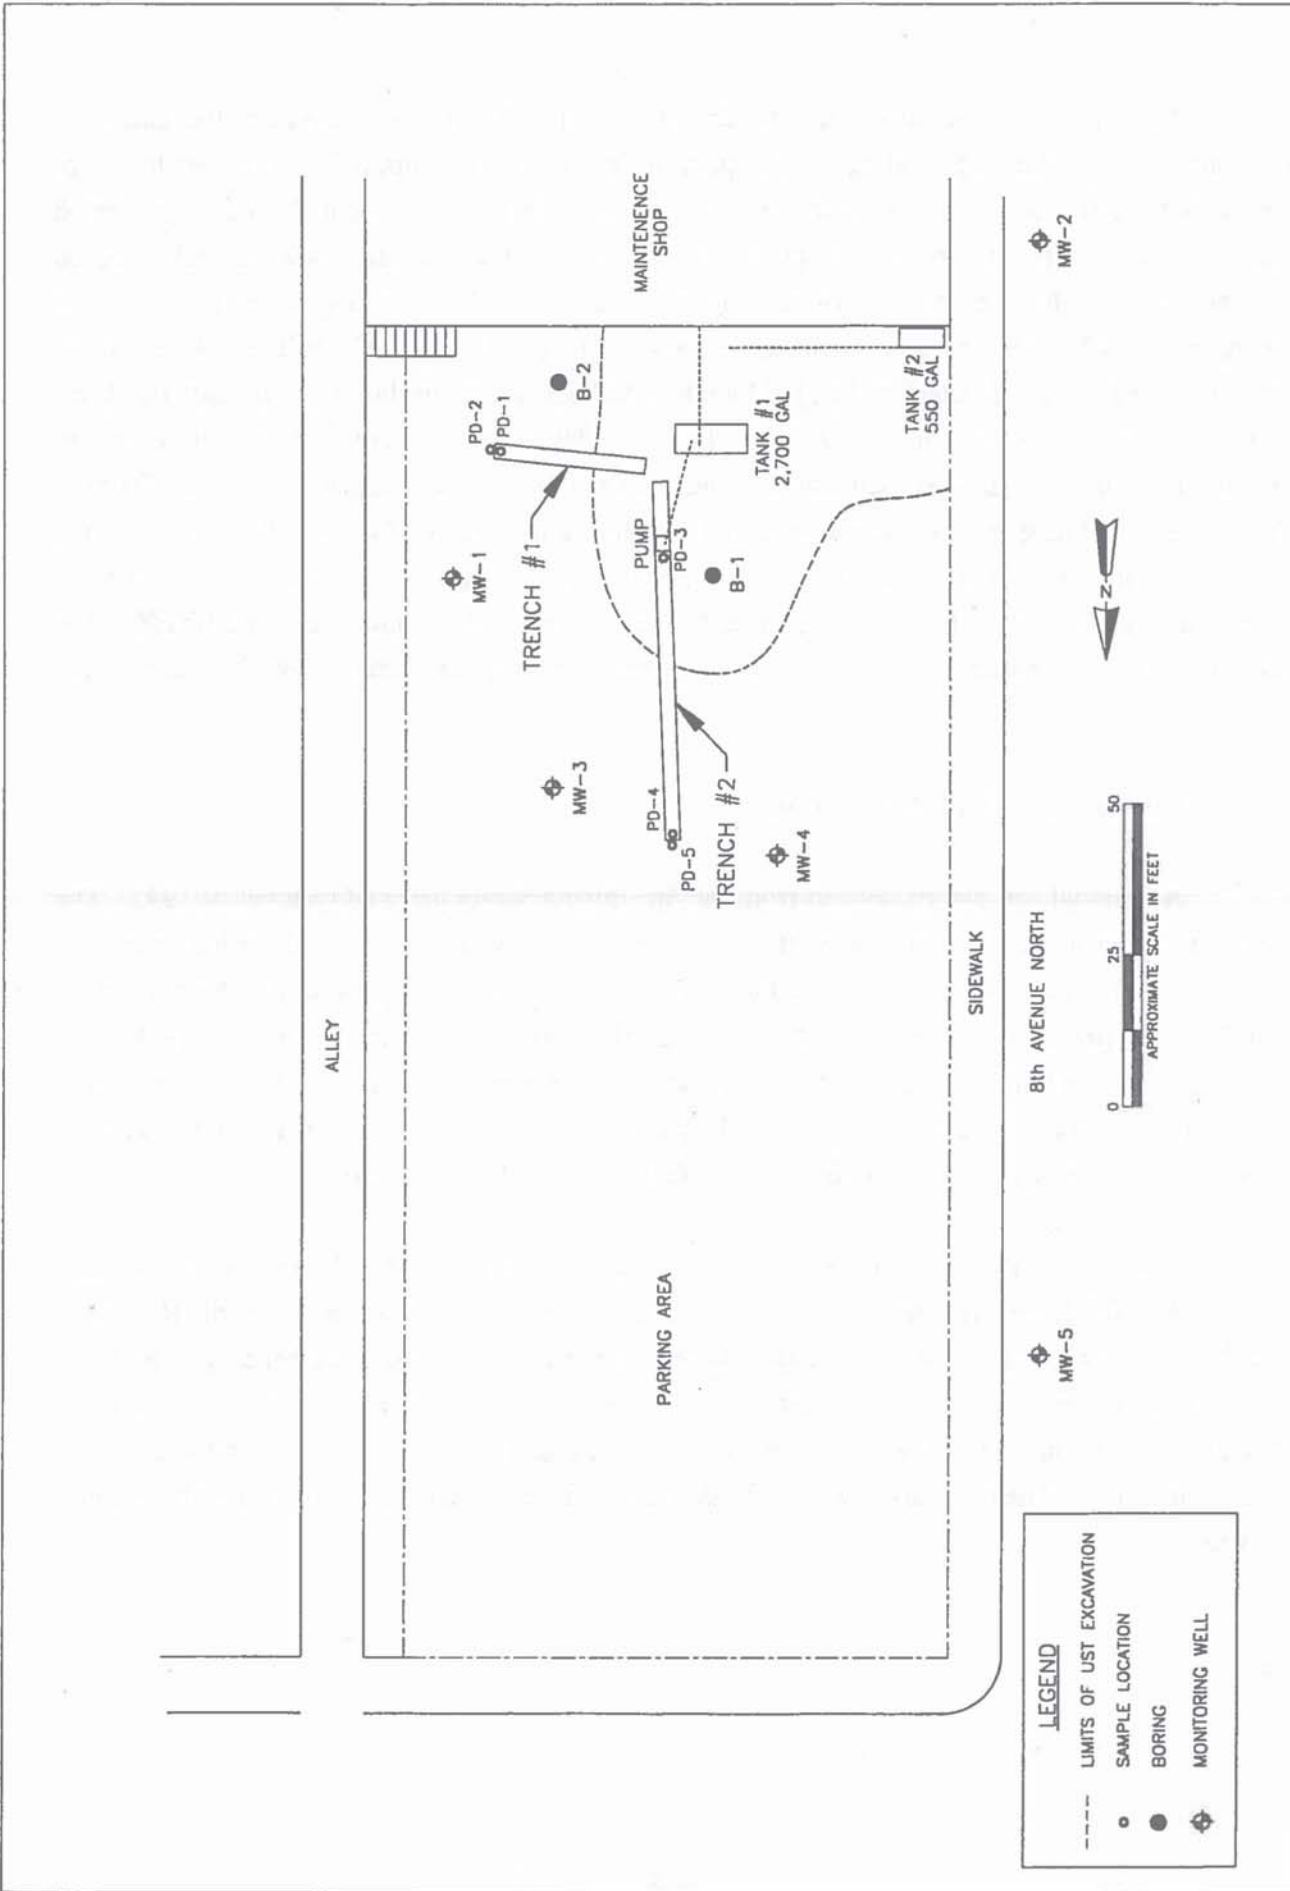 ALLEY
MAINTENENCE
SHOP
MW-2
B-2
PD-2
PD-1
TANK #1
2,700 GAL
TANK #2
550 GAL
TRENCH #1
PUMP
PD-3
B-1
MW-1
MW-3
PD-4
PD-5
TRENCH #2
MW-4
N
SIDEWALK
8th AVENUE NORTH
0
25
50
APPROXIMATE SCALE IN FEET
PARKING AREA
MW-5
LEGEND
LIMITS OF UST EXCAVATION
SAMPLE LOCATION
BORING
MONITORING WELL